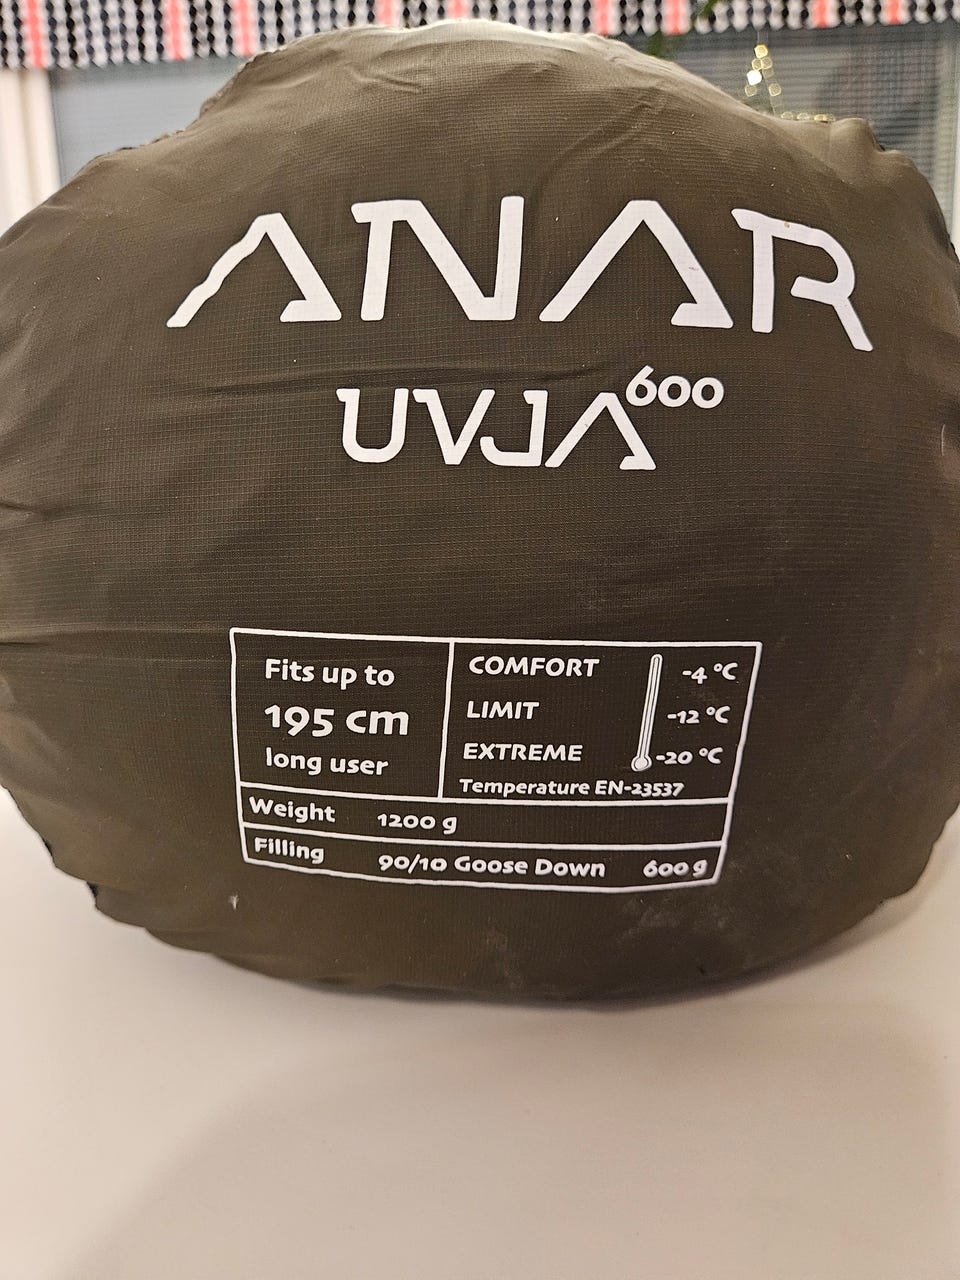 ANAR
UVJA 600
Fits up to
195 cm
long user
COMFORT -4 °C
LIMIT -12 °C
EXTREME -20 °C
Temperature EN-23537
Weight 1200 g
Filling 90/10 Goose Down 600 g